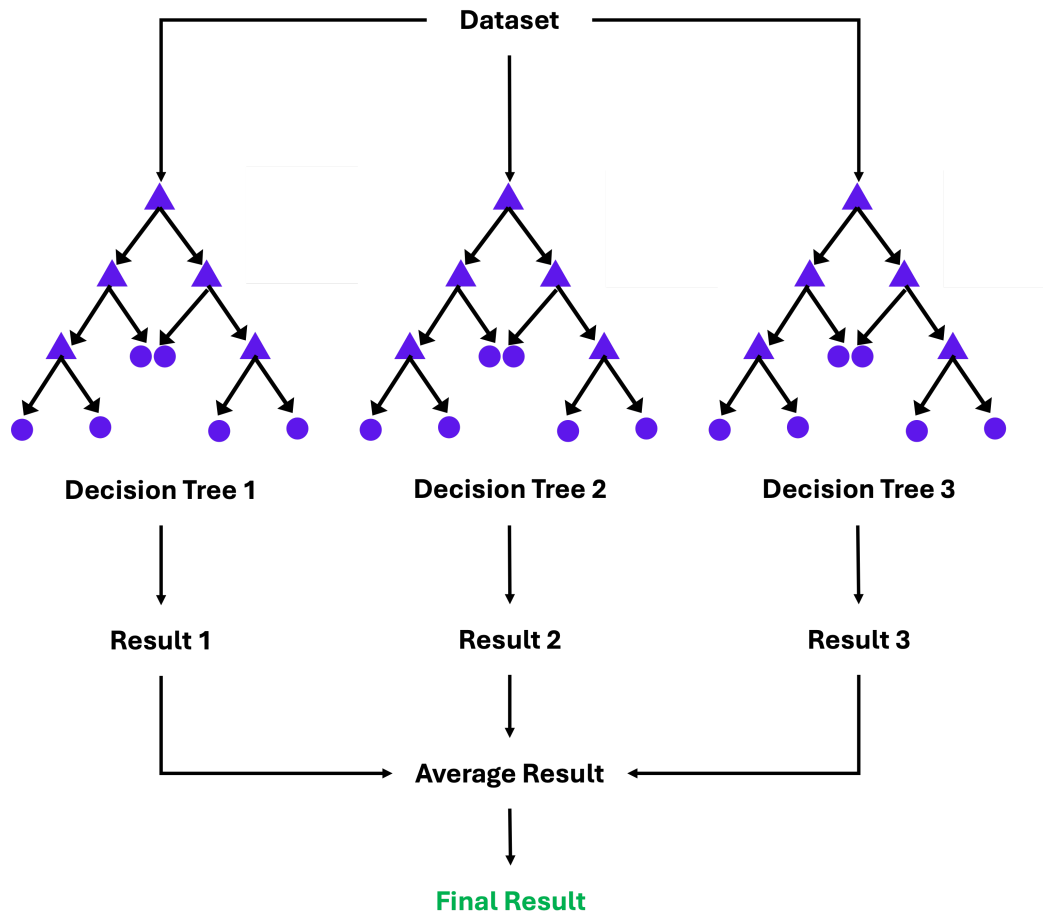 Dataset
Decision Tree 1
Decision Tree 2
Decision Tree 3
Result 1
Result 2
Result 3
Average Result
Final Result